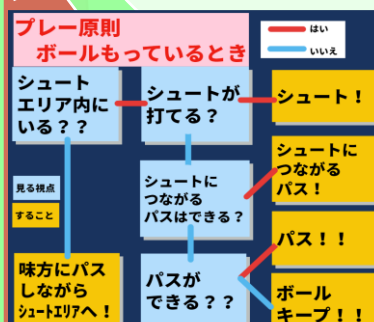 プレー原則
ボールもっているとき
はい
いいえ
シュート
エリア内に
いる？？
シュートが
打てる？
シュート！
シュートに
つながる
パスはできる？
シュートに
つながる
パス！
見る視点
すること
パス！！
味方にパス
しながら
シュートエリアへ！
パスが
できる？？
ボール
キープ！！